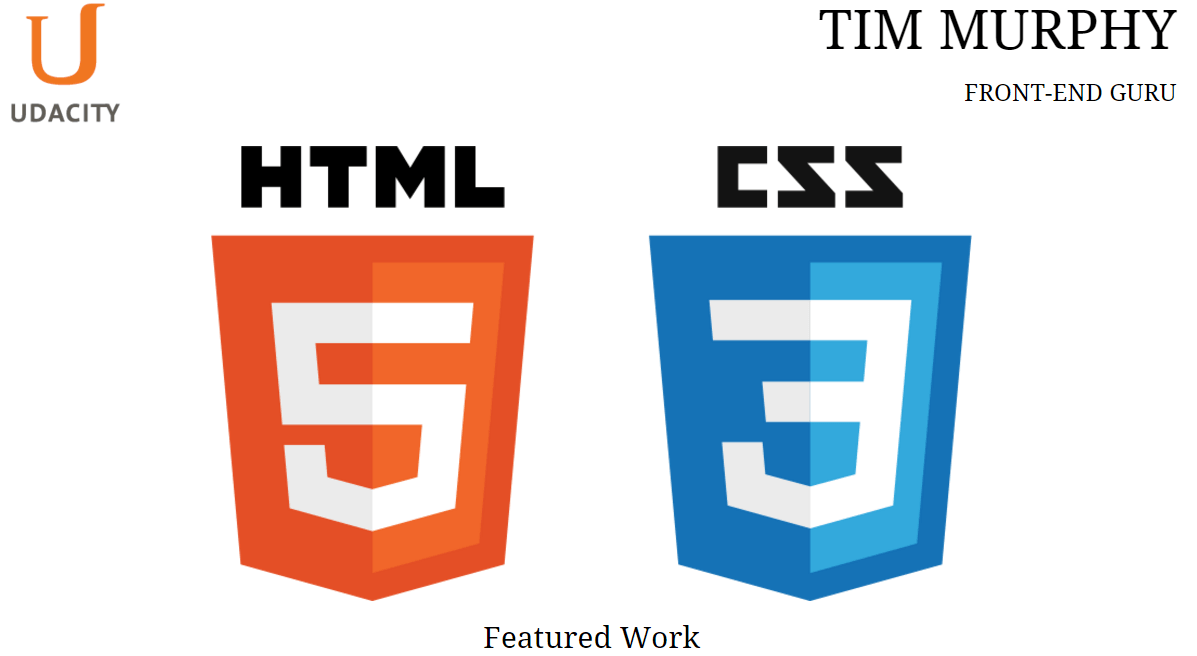 UDACITY
TIM MURPHY
FRONT-END GURU
HTML
CSS
5
3
Featured Work